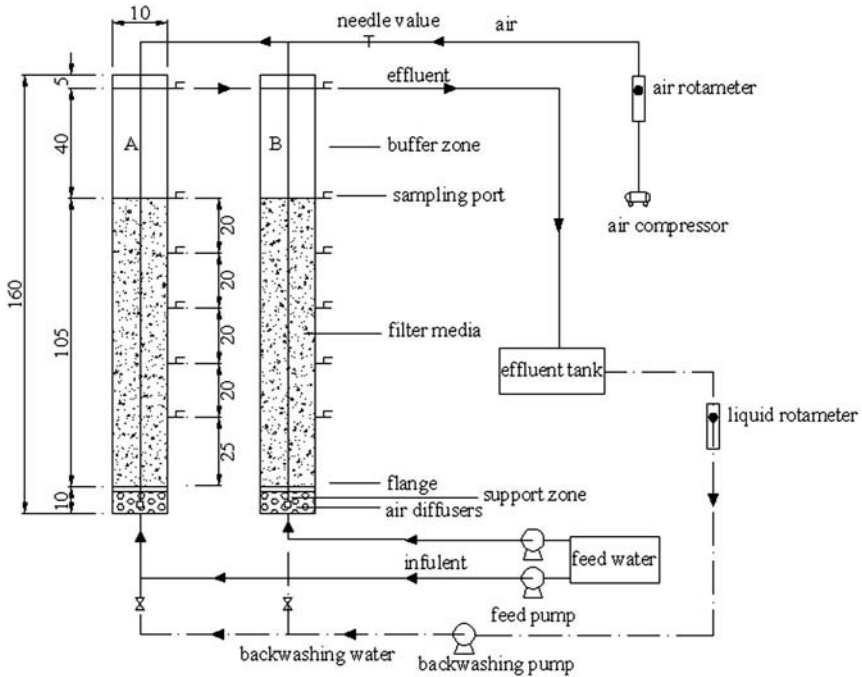 10
needle value
air
5
effluent
air rotameter
40
A
B
buffer zone
sampling port
air compressor
20
20
160
105
20
filter media
20
effluent tank
liquid rotameter
25
flange
support zone
10
air diffusers
feed water
infulent
feed pump
backwashing water
backwashing pump